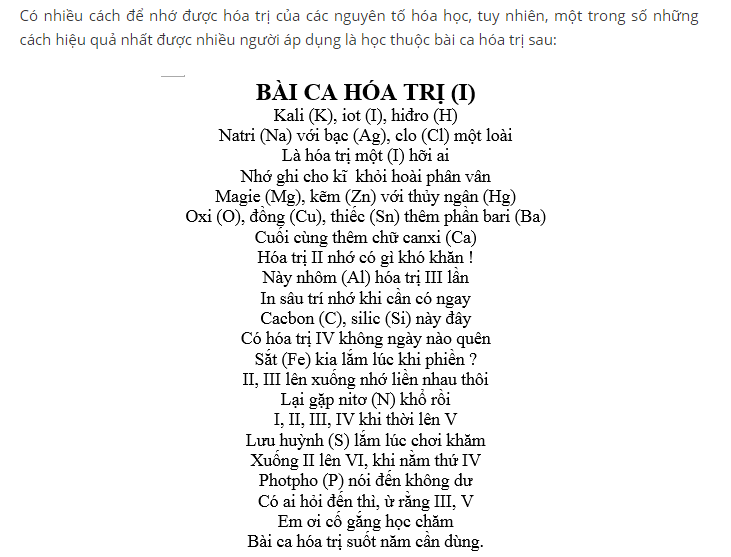 Có nhiều cách để nhớ được hóa trị của các nguyên tố hóa học, tuy nhiên, một trong số những
cách hiệu quả nhất được nhiều người áp dụng là học thuộc bài ca hóa trị sau:
BÀI CA HÓA TRỊ (I)
Kali (K), iot (I), hiđro (H)
Natri (Na) với bạc (Ag), clo (Cl) một loài
Là hóa trị một (I) hỡi ai
Nhớ ghi cho kĩ khỏi hoài phân vân
Magie (Mg), kẽm (Zn) với thủy ngân (Hg)
Oxi (O), đồng (Cu), thiếc (Sn) thêm phần bari (Ba)
Cuối cùng thêm chữ canxi (Ca)
Hóa trị II nhớ có gì khó khăn !
Này nhôm (Al) hóa trị III lần
In sâu trí nhớ khi cần có ngay
Cacbon (C), silic (Si) này đây
Có hóa trị IV không ngày nào quên
Sắt (Fe) kia lắm lúc khi phiền ?
II, III lên xuống nhớ liền nhau thôi
Lại gặp nitơ (N) khổ rồi
I, II, III, IV khi thời lên V
Lưu huỳnh (S) lắm lúc chơi khăm
Xuống II lên VI, khi nằm thứ IV
Photpho (P) nói đến không dư
Có ai hỏi đến thì, ừ rằng III, V
Em ơi cố gắng học chăm
Bài ca hóa trị suốt năm cần dùng.